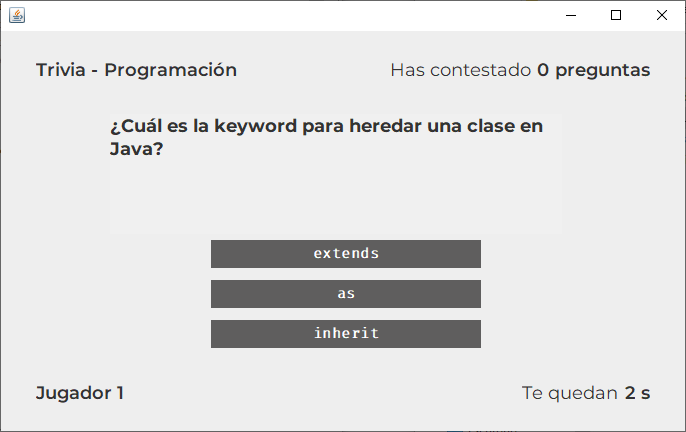 Trivia - Programación
Has contestado 0 preguntas
¿Cuál es la keyword para heredar una clase en
Java?
extends
as
inherit
Jugador 1
Te quedan 2 s